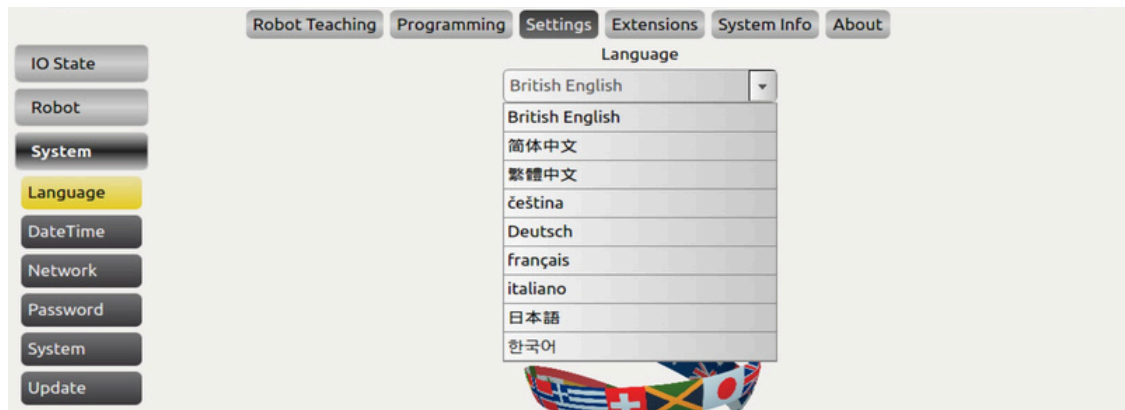 Robot Teaching Programming Settings Extensions System Info About
IO State
Robot
System
Language
DateTime
Network
Password
System
Update
Language
British English
British English
简体中文
繁體中文
čeština
Deutsch
français
italiano
日本語
한국어